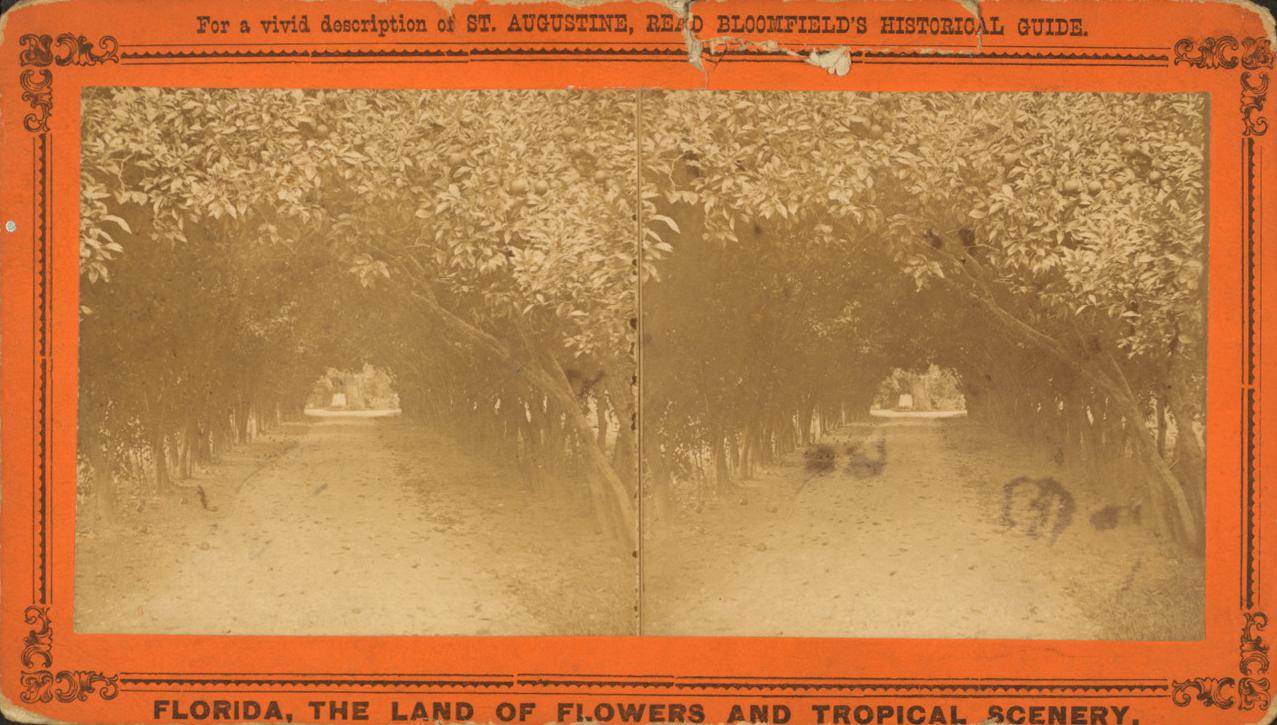 For a vivid description of ST. AUGUSTINE, READ BLOOMFIELD'S HISTORICAL GUIDE.
FLORIDA, THE LAND OF FLOWERS AND TROPICAL SCENERY.